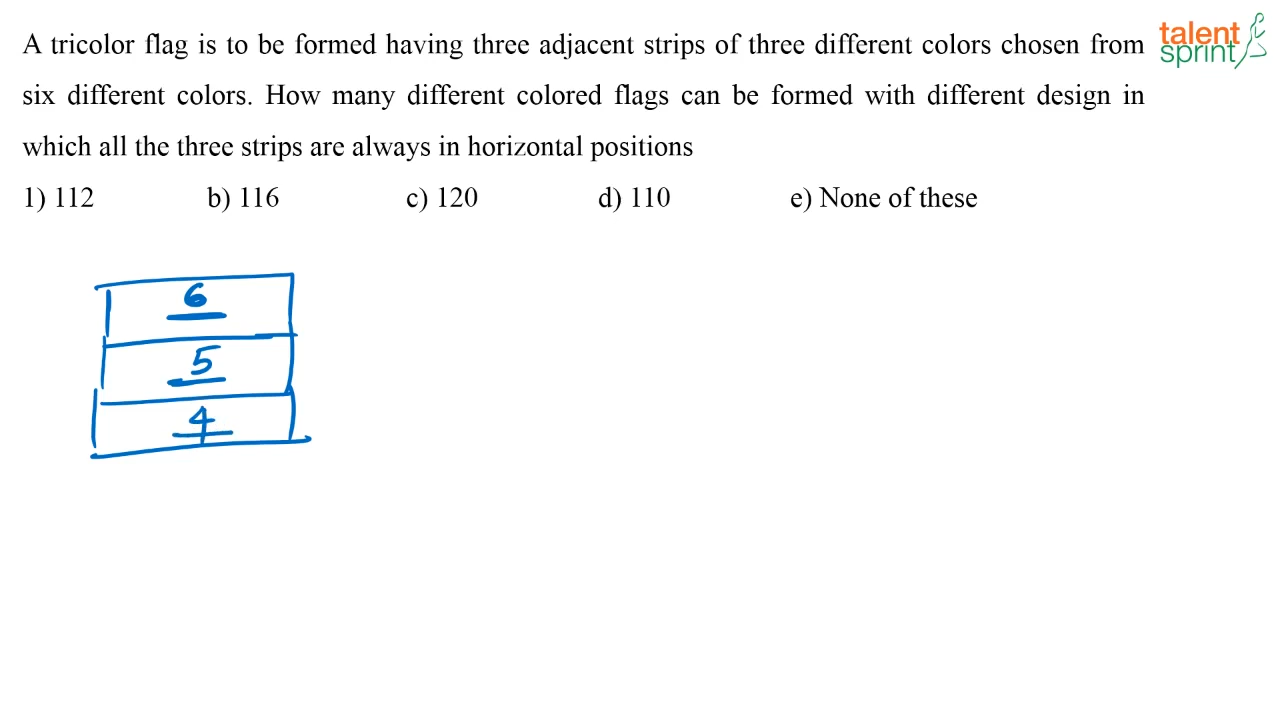 A tricolor flag is to be formed having three adjacent strips of three different colors chosen from
six different colors. How many different colored flags can be formed with different design in
which all the three strips are always in horizontal positions
1) 112 b) 116 c) 120 d) 110 e) None of these
talent
sprint
6
5
4